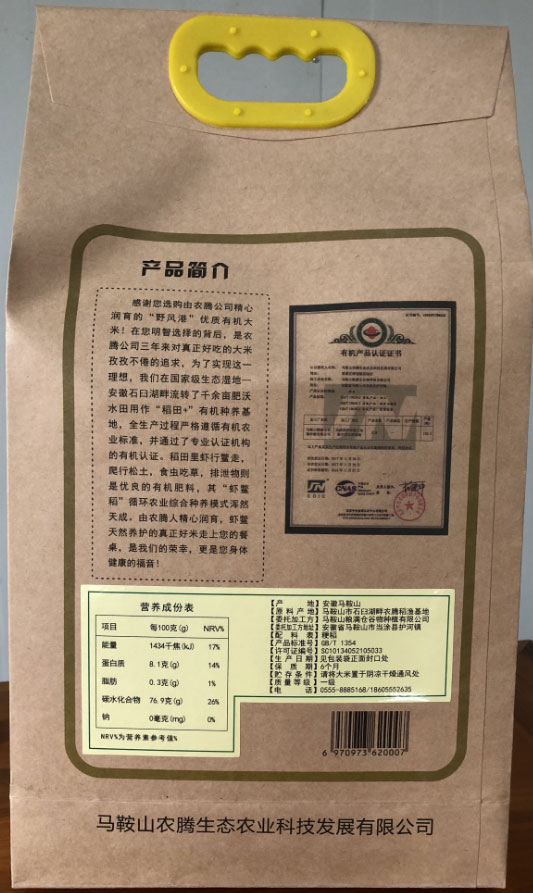 产品简介
感谢您选购由农腾公司精心
润育的“野风港”优质有机大
米！在您明智选择的背后，是农
腾公司三年来对真正好吃的大米
孜孜不倦的追求，为了实现这一
理想，我们在国家级生态湿地—
安徽石臼湖畔流转了千余亩肥沃
水田用作“稻田+”有机种养基
地，全生产过程严格遵循有机农
业标准，并通过了专业认证机构
的有机认证。稻田里虾行鳖走，
爬行松土，食虫吃草，排泄物则
是优良的有机肥料，其“虾鳖
稻”循环农业综合种养模式浑然
天成。由农腾人精心润育，虾鳖
天然养护的真正好米走上您的餐
桌，是我们的荣幸，更是您身体
健康的福音！
有机产品认证证书
CNAS
营养成份表
项目 每100克(g) NRV%
能量 1434千焦(kJ) 17%
蛋白质 8.1克(g) 14%
脂肪 0.3克(g) 1%
碳水化合物 76.9克(g) 26%
钠 0毫克(mg) 0%
NRV%为营养素参考值%
【产地】安徽马鞍山
【原料产地】马鞍山市石臼湖畔农腾稻渔基地
【委托加工方】马鞍山粮满仓谷物种植有限公司
【委托加工方地址】安徽省马鞍山市当涂县护河镇
【配料表】粳稻
【产品标准号】GB/T 1354
【许可证编号】SC10134052105033
【生产日期】见包装袋正面封口处
【保质期】6个月
【贮存条件】请将大米置于阴凉干燥通风处
【质量等级】一级
【电话】0555-8885168/18605552635
6 970973 620007
马鞍山农腾生态农业科技发展有限公司